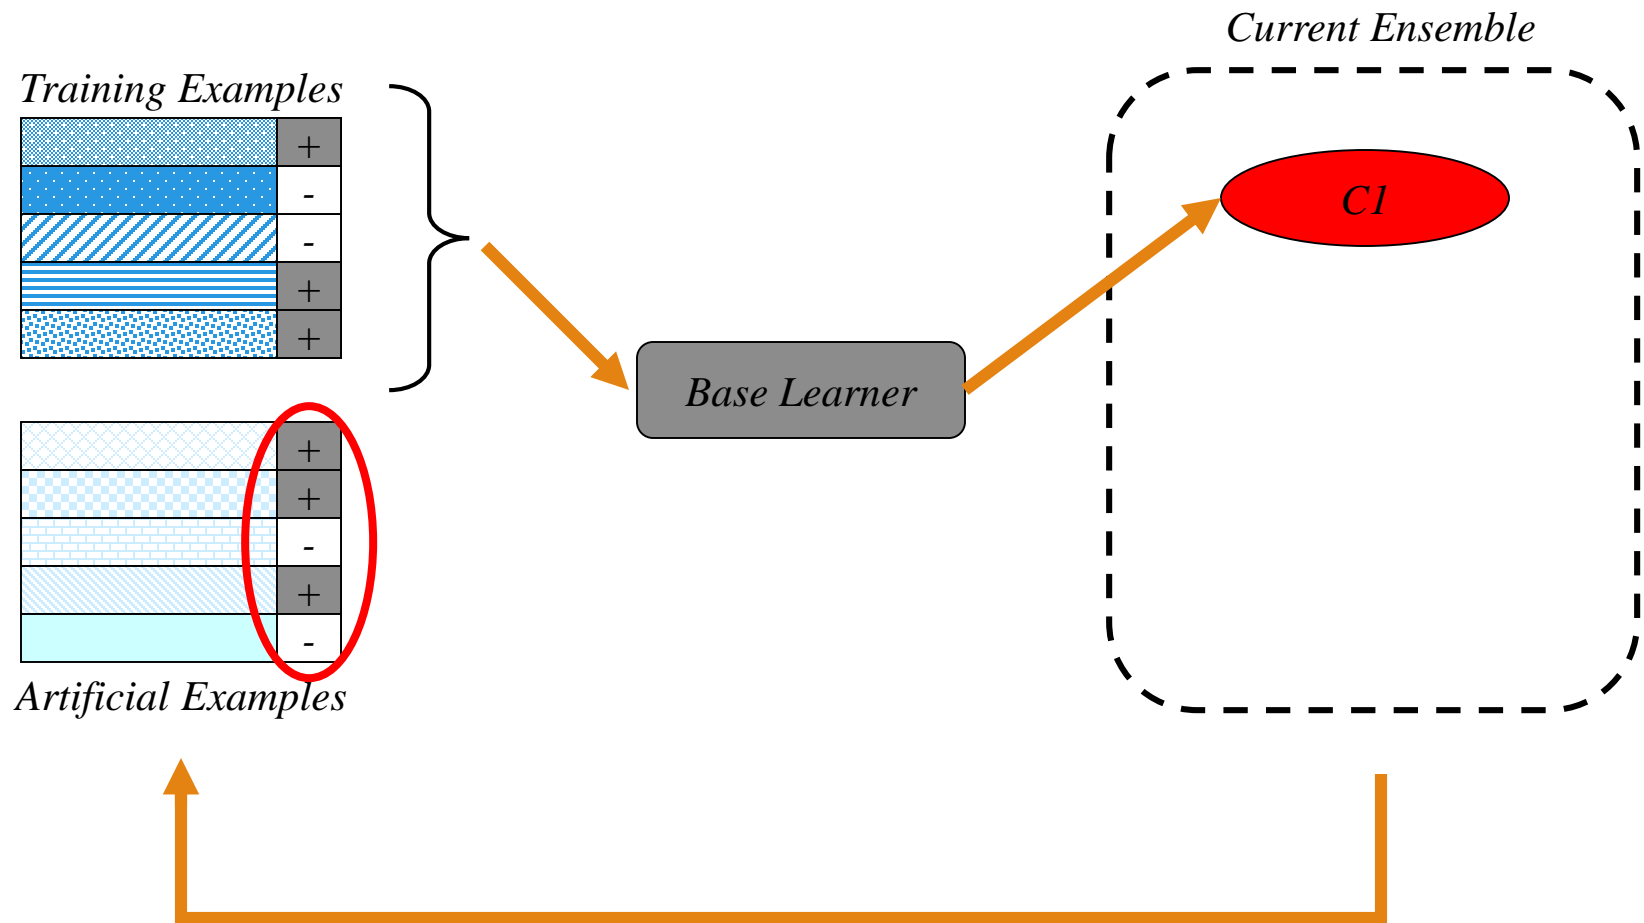 Current Ensemble
Training Examples
+
-
-
+
+
C1
Base Learner
+
+
-
+
-
Artificial Examples